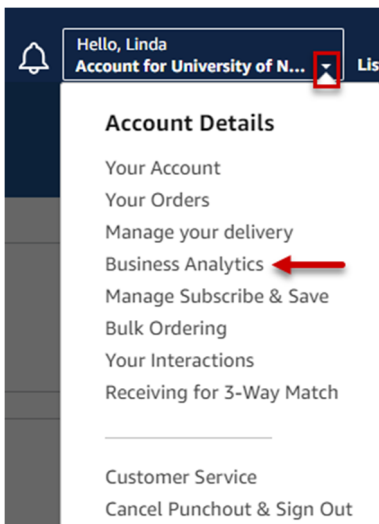 Hello, Linda
Account for University of N... Lis
Account Details
Your Account
Your Orders
Manage your delivery
Business Analytics
Manage Subscribe & Save
Bulk Ordering
Your Interactions
Receiving for 3-Way Match
Customer Service
Cancel Punchout & Sign Out